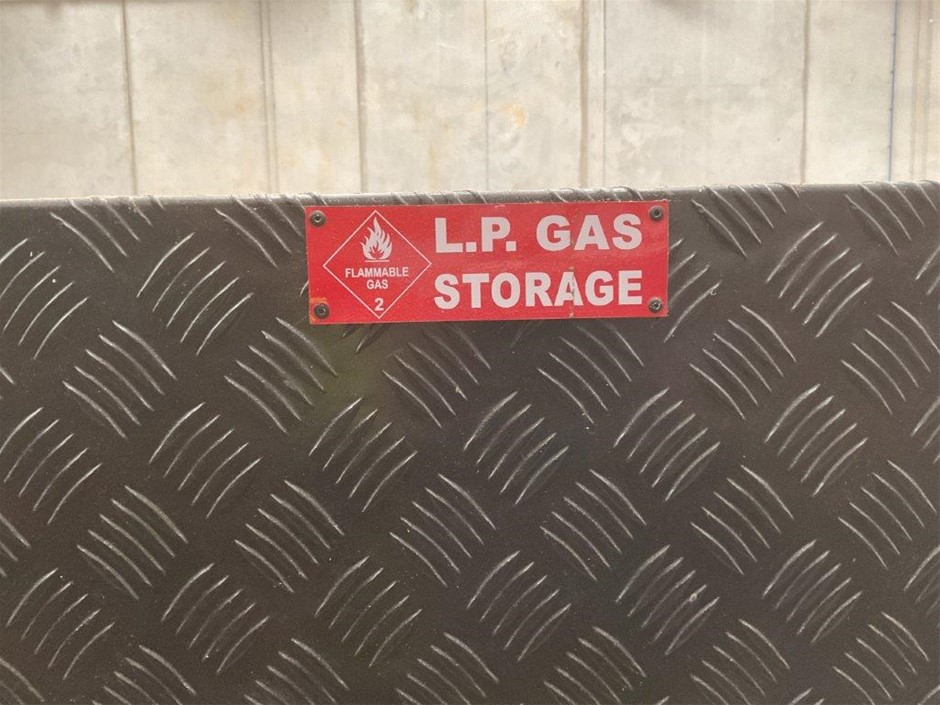 FLAMMABLE
GAS
2
L.P. GAS
STORAGE